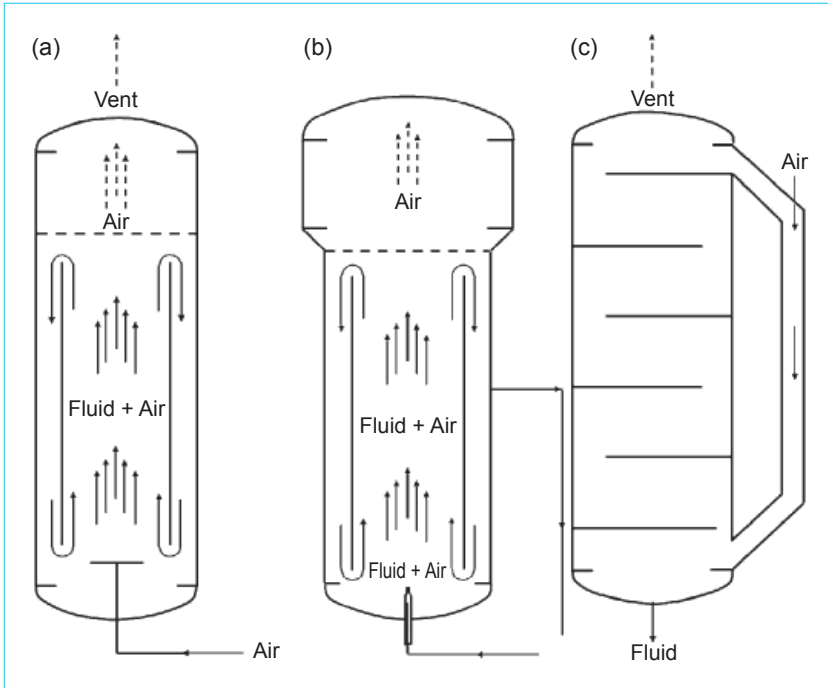 (a)
Vent
Air
Fluid + Air
Air
(b)
Air
Fluid + Air
Fluid + Air
(c)
Vent
Air
Fluid